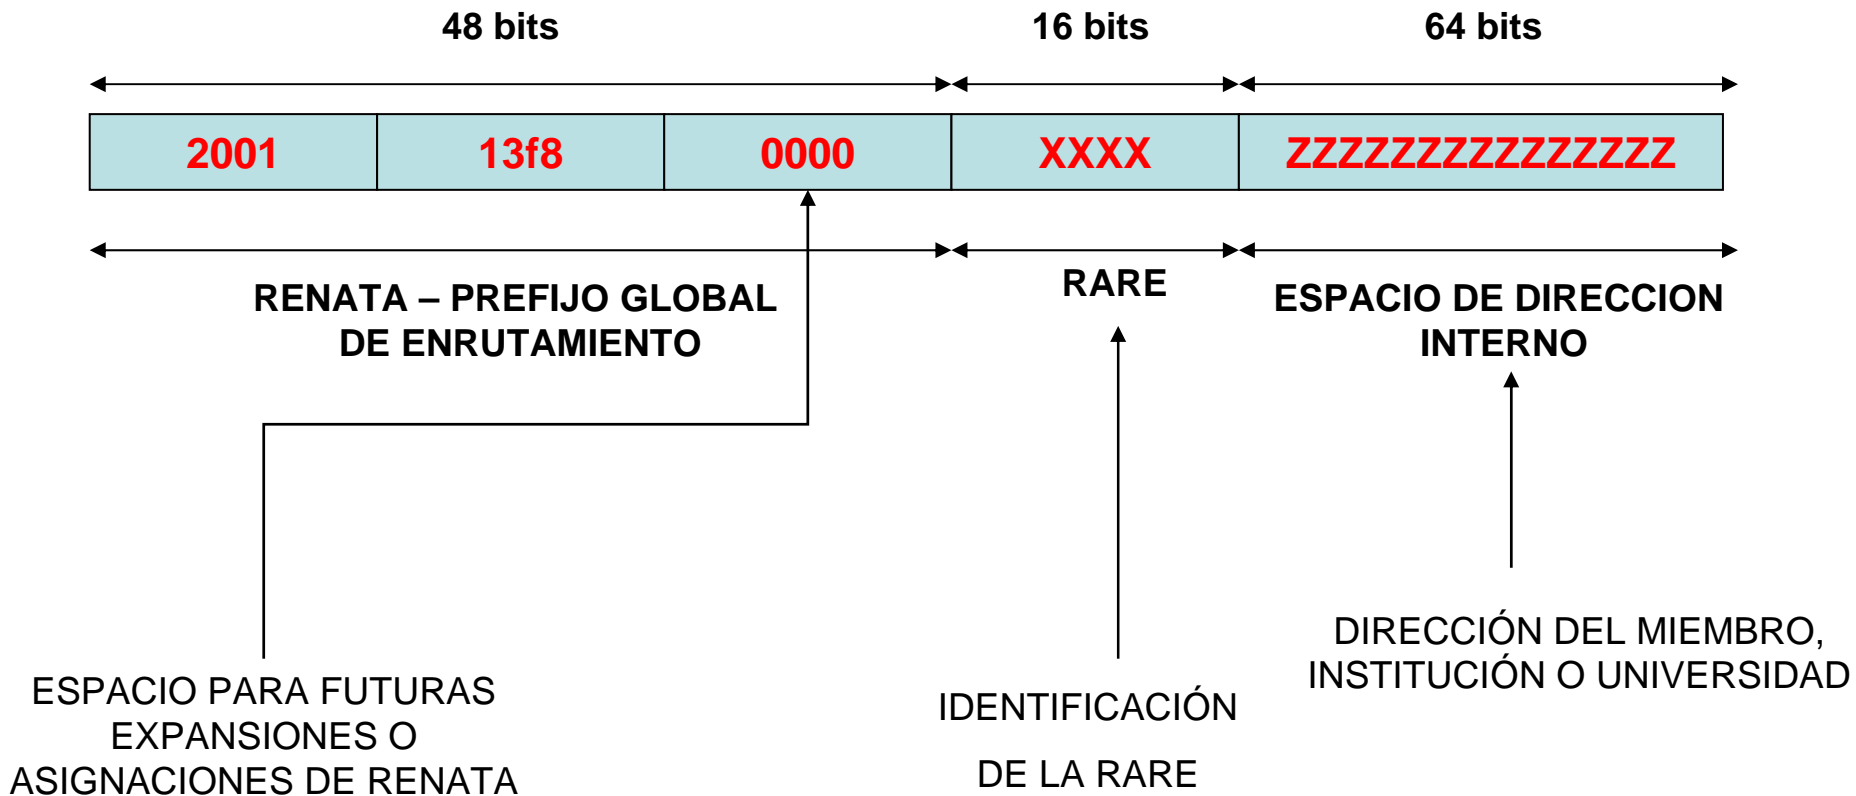 48 bits 16 bits 64 bits
2001 13f8 0000 XXXX ZZZZZZZZZZZZZZZ
RENATA – PREFIJO GLOBAL
DE ENRUTAMIENTO
RARE
ESPACIO DE DIRECCION
INTERNO
ESPACIO PARA FUTURAS
EXPANSIONES O
ASIGNACIONES DE RENATA
IDENTIFICACIÓN
DE LA RARE
DIRECCIÓN DEL MIEMBRO,
INSTITUCIÓN O UNIVERSIDAD